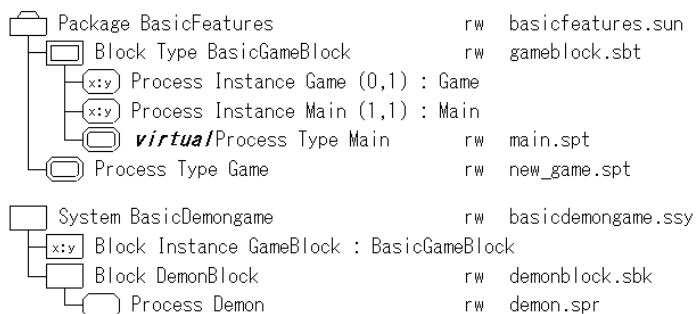 Package BasicFeatures rw basicfeatures.sun
Block Type BasicGameBlock rw gameblock.sbt
x:y Process Instance Game (0,1) : Game
x:y Process Instance Main (1,1) : Main
virtualProcess Type Main rw main.spt
Process Type Game rw new_game.spt
System BasicDemongame rw basicdemongame.ssy
x:y Block Instance GameBlock : BasicGameBlock
Block DemonBlock rw demonblock.sbk
Process Demon rw demon.spr